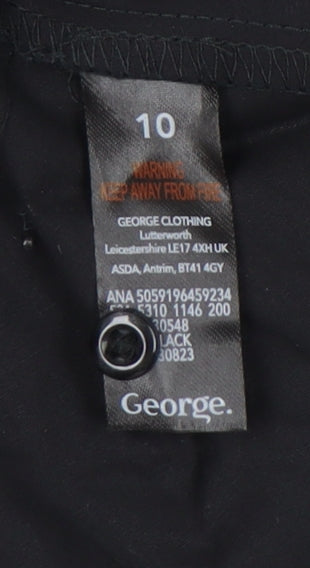 10
WARNING
KEEP AWAY FROM FIRE
GEORGE CLOTHING
Lutterworth
Leicestershire LE17 4XH UK
ASDA, Antrim, BT41 4GY
ANA 5059196459234
5310 1146 200
30548
LACK
30823
George.